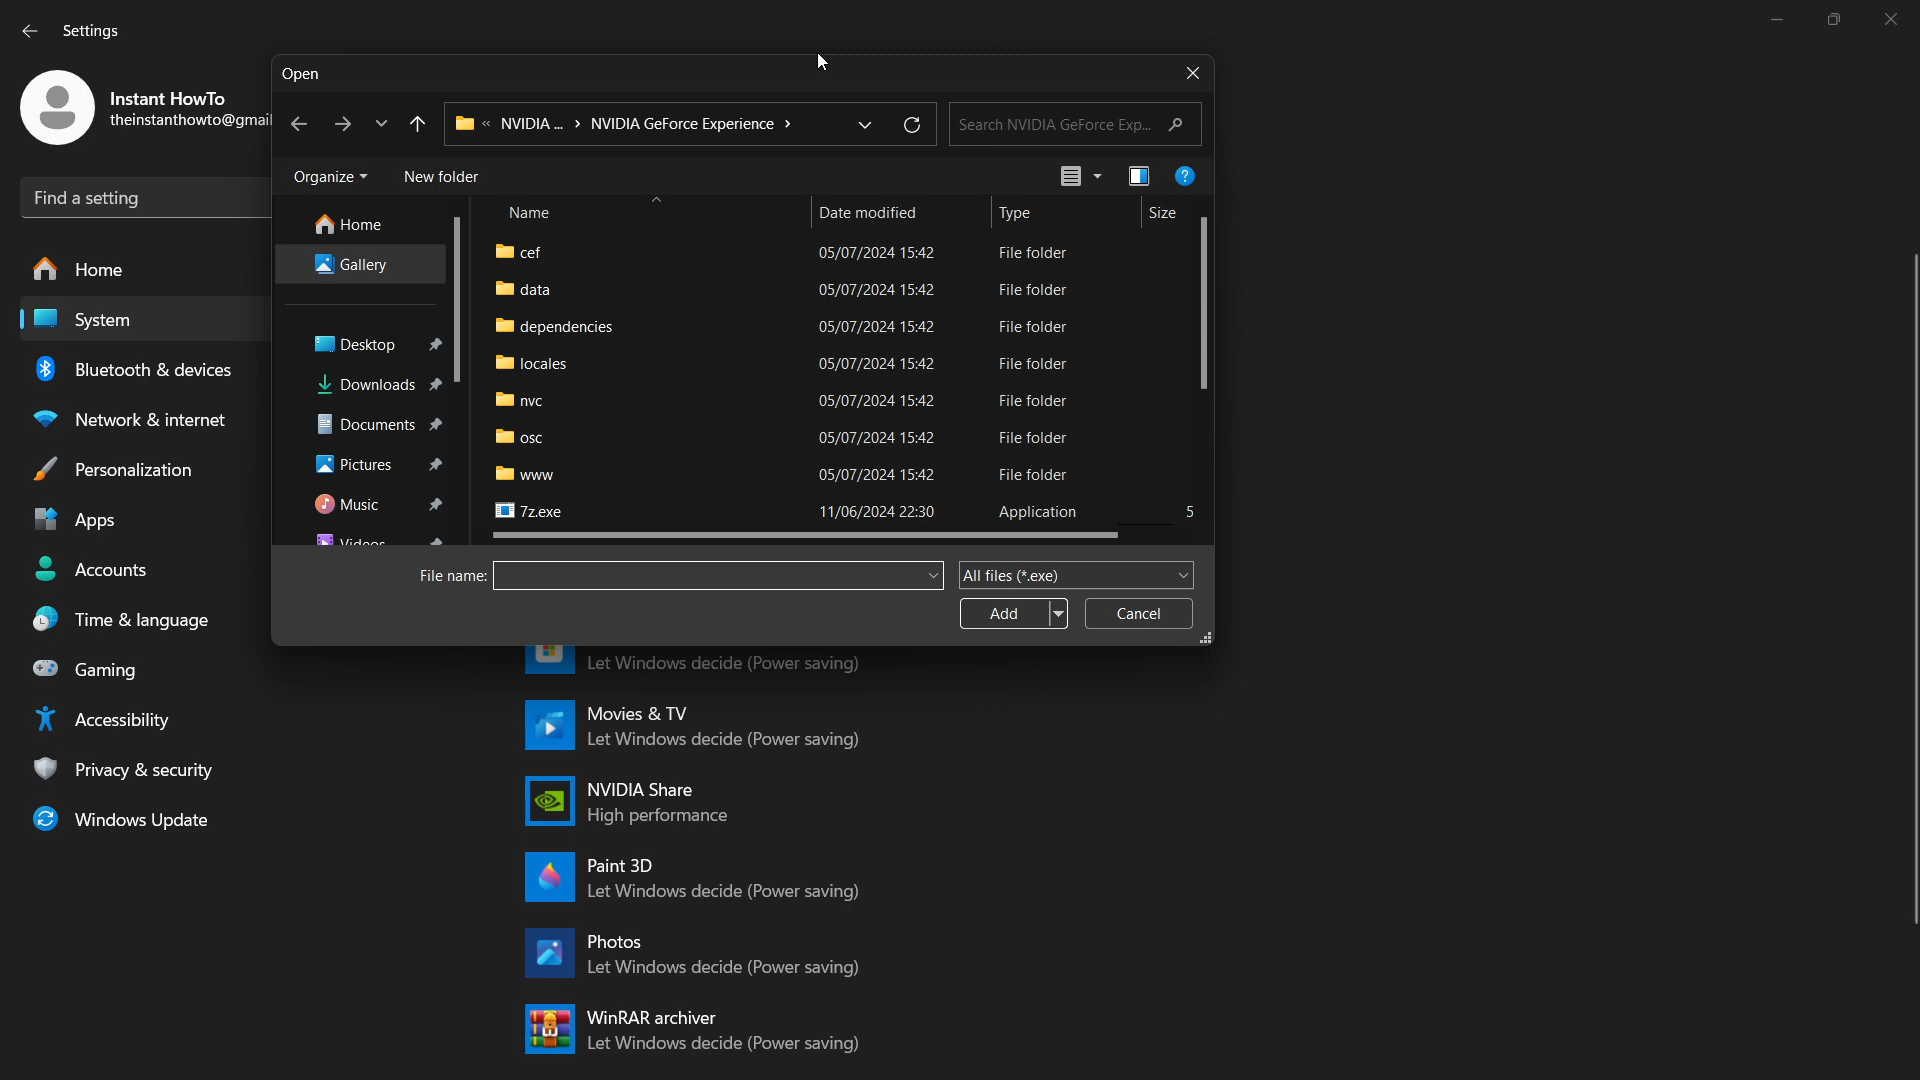 Settings
Instant HowTo
theinstanthowto@gmail
Find a setting
Home
System
Bluetooth & devices
Network & internet
Personalization
Apps
Accounts
Time & language
Gaming
Accessibility
Privacy & security
Windows Update
Open
« NVIDIA ... › NVIDIA GeForce Experience ›
Search NVIDIA GeForce Exp...
Organize
New folder
Home
Gallery
Desktop
Downloads
Documents
Pictures
Music
Videos
Name Date modified Type Size
cef 05/07/2024 15:42 File folder
data 05/07/2024 15:42 File folder
dependencies 05/07/2024 15:42 File folder
locales 05/07/2024 15:42 File folder
nvc 05/07/2024 15:42 File folder
osc 05/07/2024 15:42 File folder
www 05/07/2024 15:42 File folder
7z.exe 11/06/2024 22:30 Application 5
File name:
All files (*.exe)
Add
Cancel
Let Windows decide (Power saving)
Movies & TV
Let Windows decide (Power saving)
NVIDIA Share
High performance
Paint 3D
Let Windows decide (Power saving)
Photos
Let Windows decide (Power saving)
WinRAR archiver
Let Windows decide (Power saving)